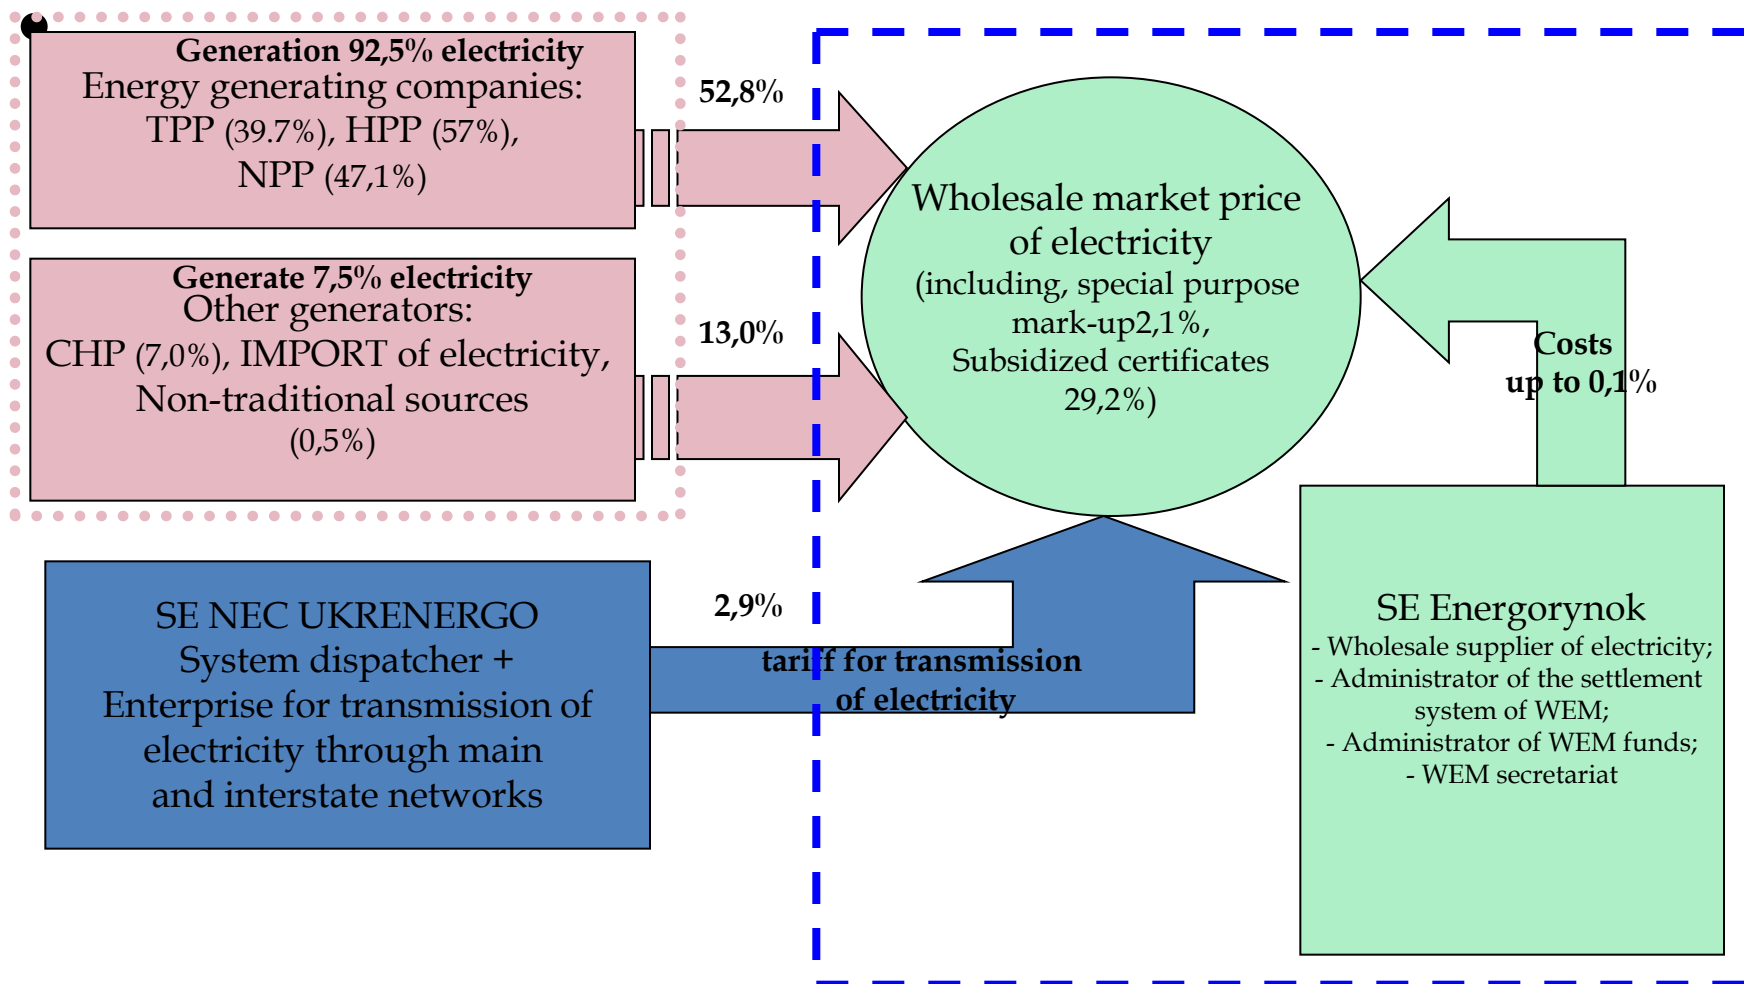 Generation 92,5% electricity
Energy generating companies:
TPP (39.7%), HPP (57%),
NPP (47,1%)
52,8%
Generate 7,5% electricity
Other generators:
CHP (7,0%), IMPORT of electricity,
Non-traditional sources
(0,5%)
13,0%
Wholesale market price
of electricity
(including, special purpose
mark-up2,1%,
Subsidized certificates
29,2%)
Costs
up to 0,1%
SE NEC UKRENERGO
System dispatcher +
Enterprise for transmission of
electricity through main
and interstate networks
2,9%
tariff for transmission
of electricity
SE Energorynok
- Wholesale supplier of electricity;
- Administrator of the settlement
system of WEM;
- Administrator of WEM funds;
- WEM secretariat